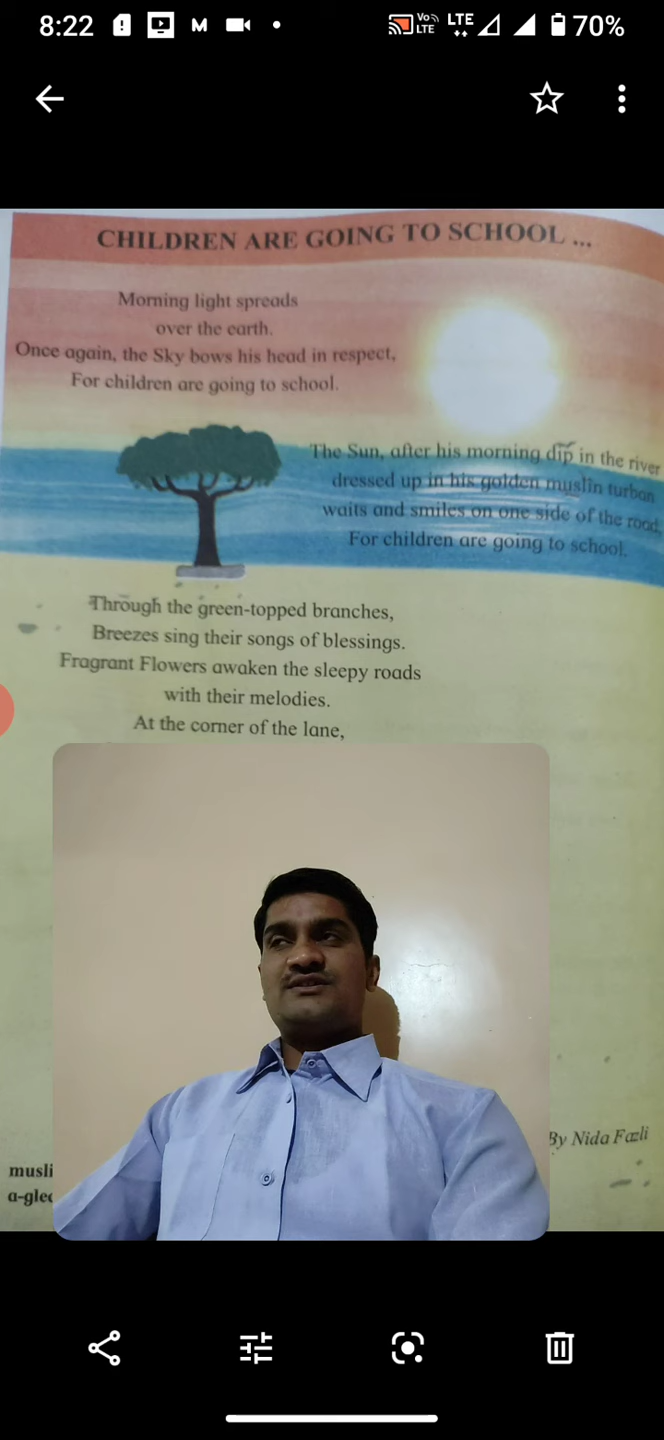 8:22
Vo LTE
LTE
70%
CHILDREN ARE GOING TO SCHOOL ...
Morning light spreads
over the earth.
Once again, the Sky bows his head in respect,
For children are going to school.
The Sun, after his morning dip in the river
dressed up in his golden muslin turban
waits and smiles on one side of the road,
For children are going to school.
Through the green-topped branches,
Breezes sing their songs of blessings.
Fragrant Flowers awaken the sleepy roads
with their melodies.
At the corner of the lane,
By Nida Fazli
musli
a-glea